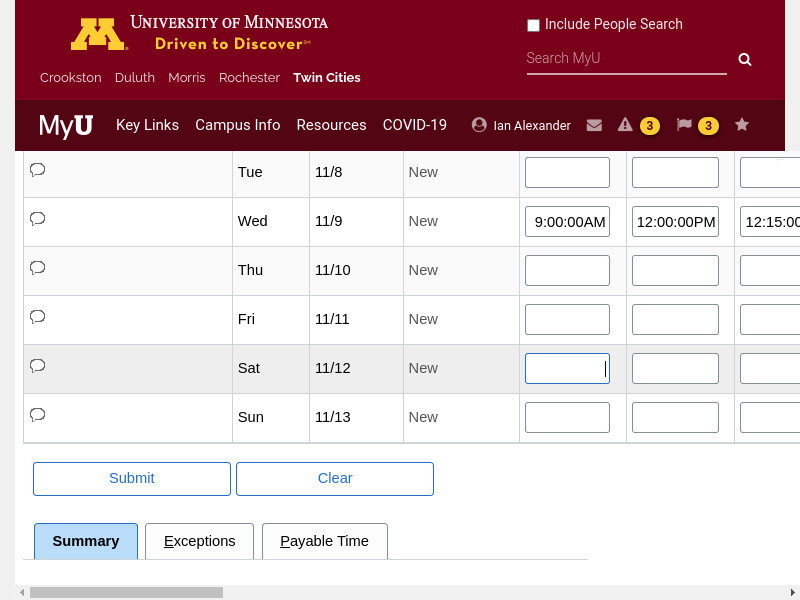 UNIVERSITY OF MINNESOTA
Driven to Discover℠
Include People Search
Search MyU
Crookston Duluth Morris Rochester Twin Cities
MyU Key Links Campus Info Resources COVID-19 Ian Alexander 3 3
Tue 11/8 New
Wed 11/9 New 9:00:00AM 12:00:00PM 12:15:00
Thu 11/10 New
Fri 11/11 New
Sat 11/12 New
Sun 11/13 New
Submit Clear
Summary Exceptions Payable Time